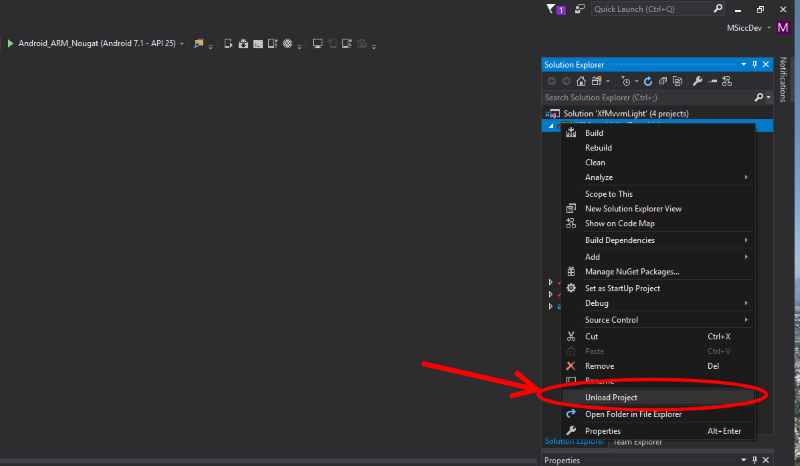 1
Quick Launch (Ctrl+Q)
MSiccDev
M
Android_ARM_Nougat (Android 7.1 - API 25)
Solution Explorer
Notifications
Search Solution Explorer (Ctrl+;)
Solution 'XfMvvmLight' (4 projects)
Build
Rebuild
Clean
Analyze
Scope to This
New Solution Explorer View
Show on Code Map
Build Dependencies
Add
Manage NuGet Packages...
Set as StartUp Project
Debug
Source Control
Cut Ctrl+X
Paste Ctrl+V
Remove Del
Rename
Unload Project
Open Folder in File Explorer
Properties Alt+Enter
Solution Explorer Team Explorer
Properties